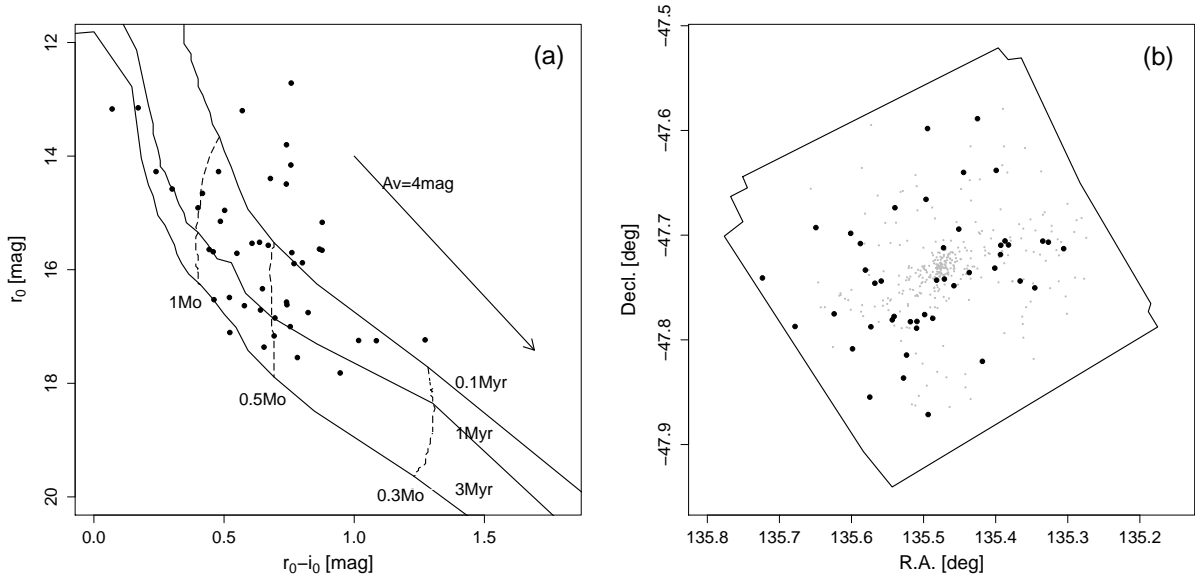 (a)
12
14
16
18
20
r₀ [mag]
Av=4mag
1Mo
0.5Mo
0.3Mo
0.1Myr
1Myr
3Myr
0.0 0.5 1.0 1.5
r₀−i₀ [mag]
(b)
−47.5
−47.6
−47.7
−47.8
−47.9
Decl. [deg]
135.8 135.7 135.6 135.5 135.4 135.3 135.2
R.A. [deg]